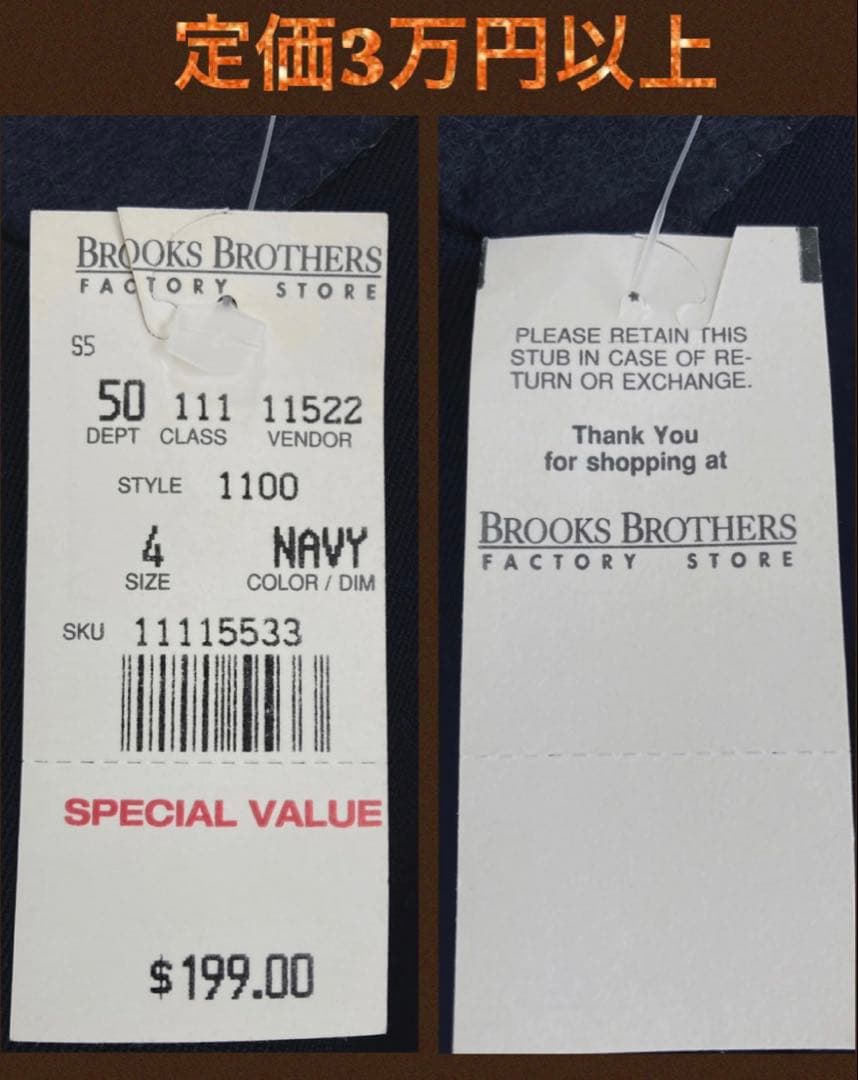 定価3万円以上
BROOKS BROTHERS
FACTORY STORE
S5
50 111 11522
DEPT CLASS VENDOR
STYLE 1100
4 NAVY
SIZE COLOR / DIM
SKU 11115533
SPECIAL VALUE
$199.00
PLEASE RETAIN THIS
STUB IN CASE OF RE-
TURN OR EXCHANGE.
Thank You
for shopping at
BROOKS BROTHERS
FACTORY STORE